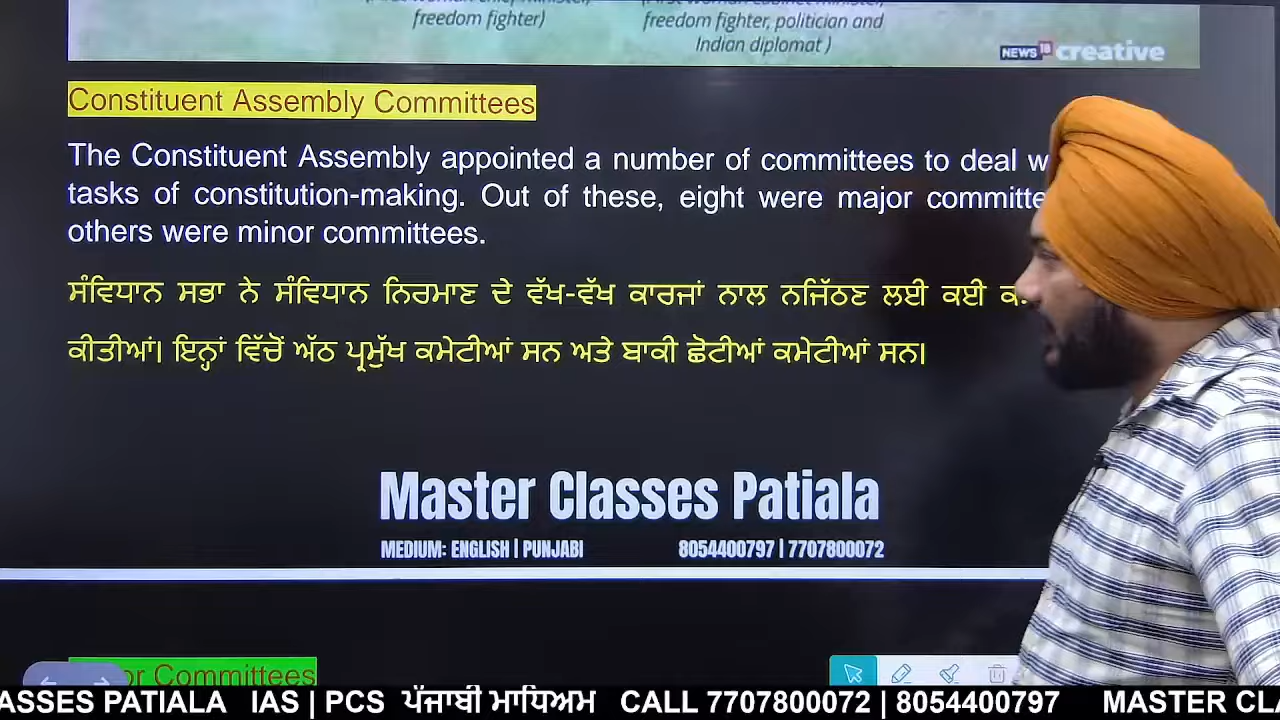 freedom fighter)
freedom fighter, politician and
Indian diplomat )
NEWS 18 creative
Constituent Assembly Committees
The Constituent Assembly appointed a number of committees to deal
tasks of constitution-making. Out of these, eight were major
others were minor committees.
ਸੰਵਿਧਾਨ ਸਭਾ ਨੇ ਸੰਵਿਧਾਨ ਨਿਰਮਾਣ ਦੇ ਵੱਖ-ਵੱਖ ਕਾਰਜਾਂ ਨਾਲ ਨਜਿੱਠਣ ਲਈ ਕਈ
ਕੀਤੀਆਂ। ਇਨ੍ਹਾਂ ਵਿੱਚੋਂ ਅੱਠ ਪ੍ਰਮੁੱਖ ਕਮੇਟੀਆਂ ਸਨ ਅਤੇ ਬਾਕੀ ਛੋਟੀਆਂ ਕਮੇਟੀਆਂ ਸਨ।
Master Classes Patiala
MEDIUM: ENGLISH | PUNJABI 8054400797 | 7707800072
Committees
ASSES PATIALA IAS | PCS ਪੰਜਾਬੀ ਮਾਧਿਅਮ CALL 7707800072 | 8054400797 MASTER CLA